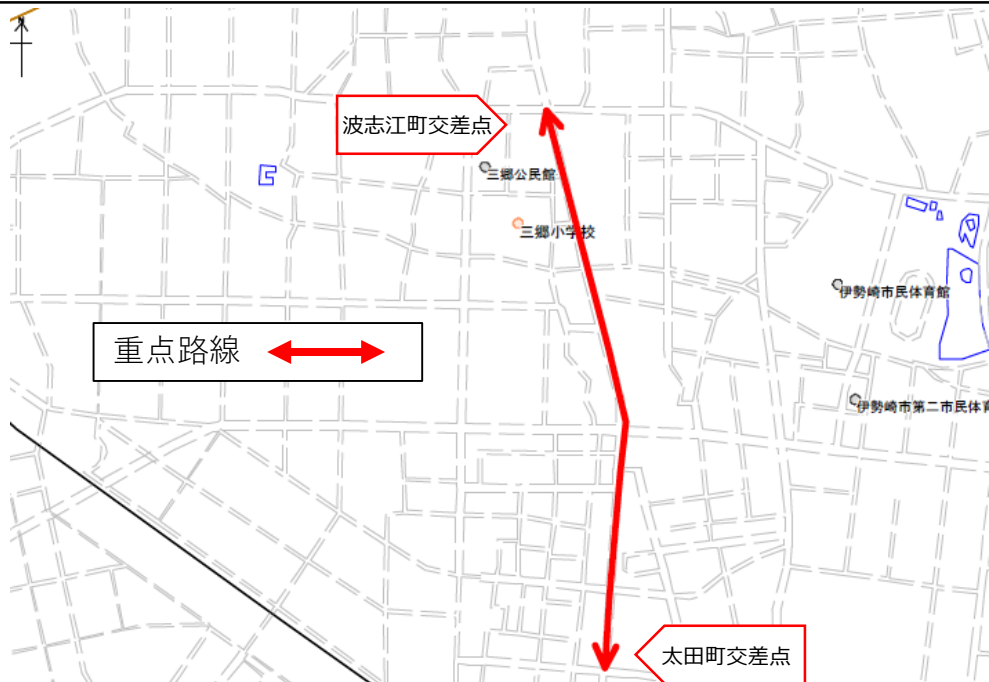 波志江町交差点
三郷公民館
三郷小学校
伊勢崎市民体育館
重点路線
伊勢崎市第二市民体育
太田町交差点